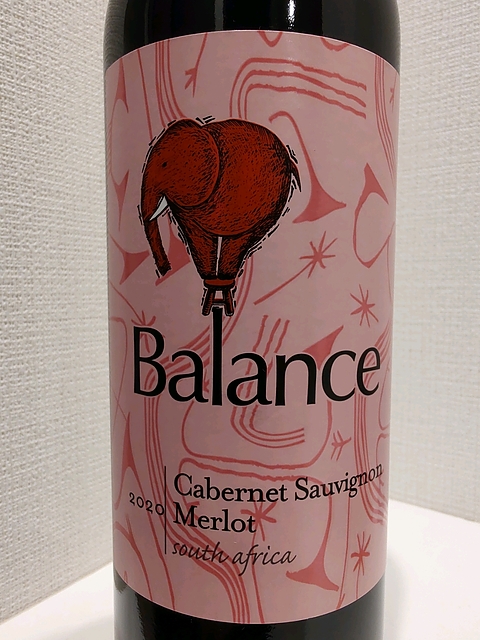 Balance
Cabernet Sauvignon
2020 Merlot
south africa